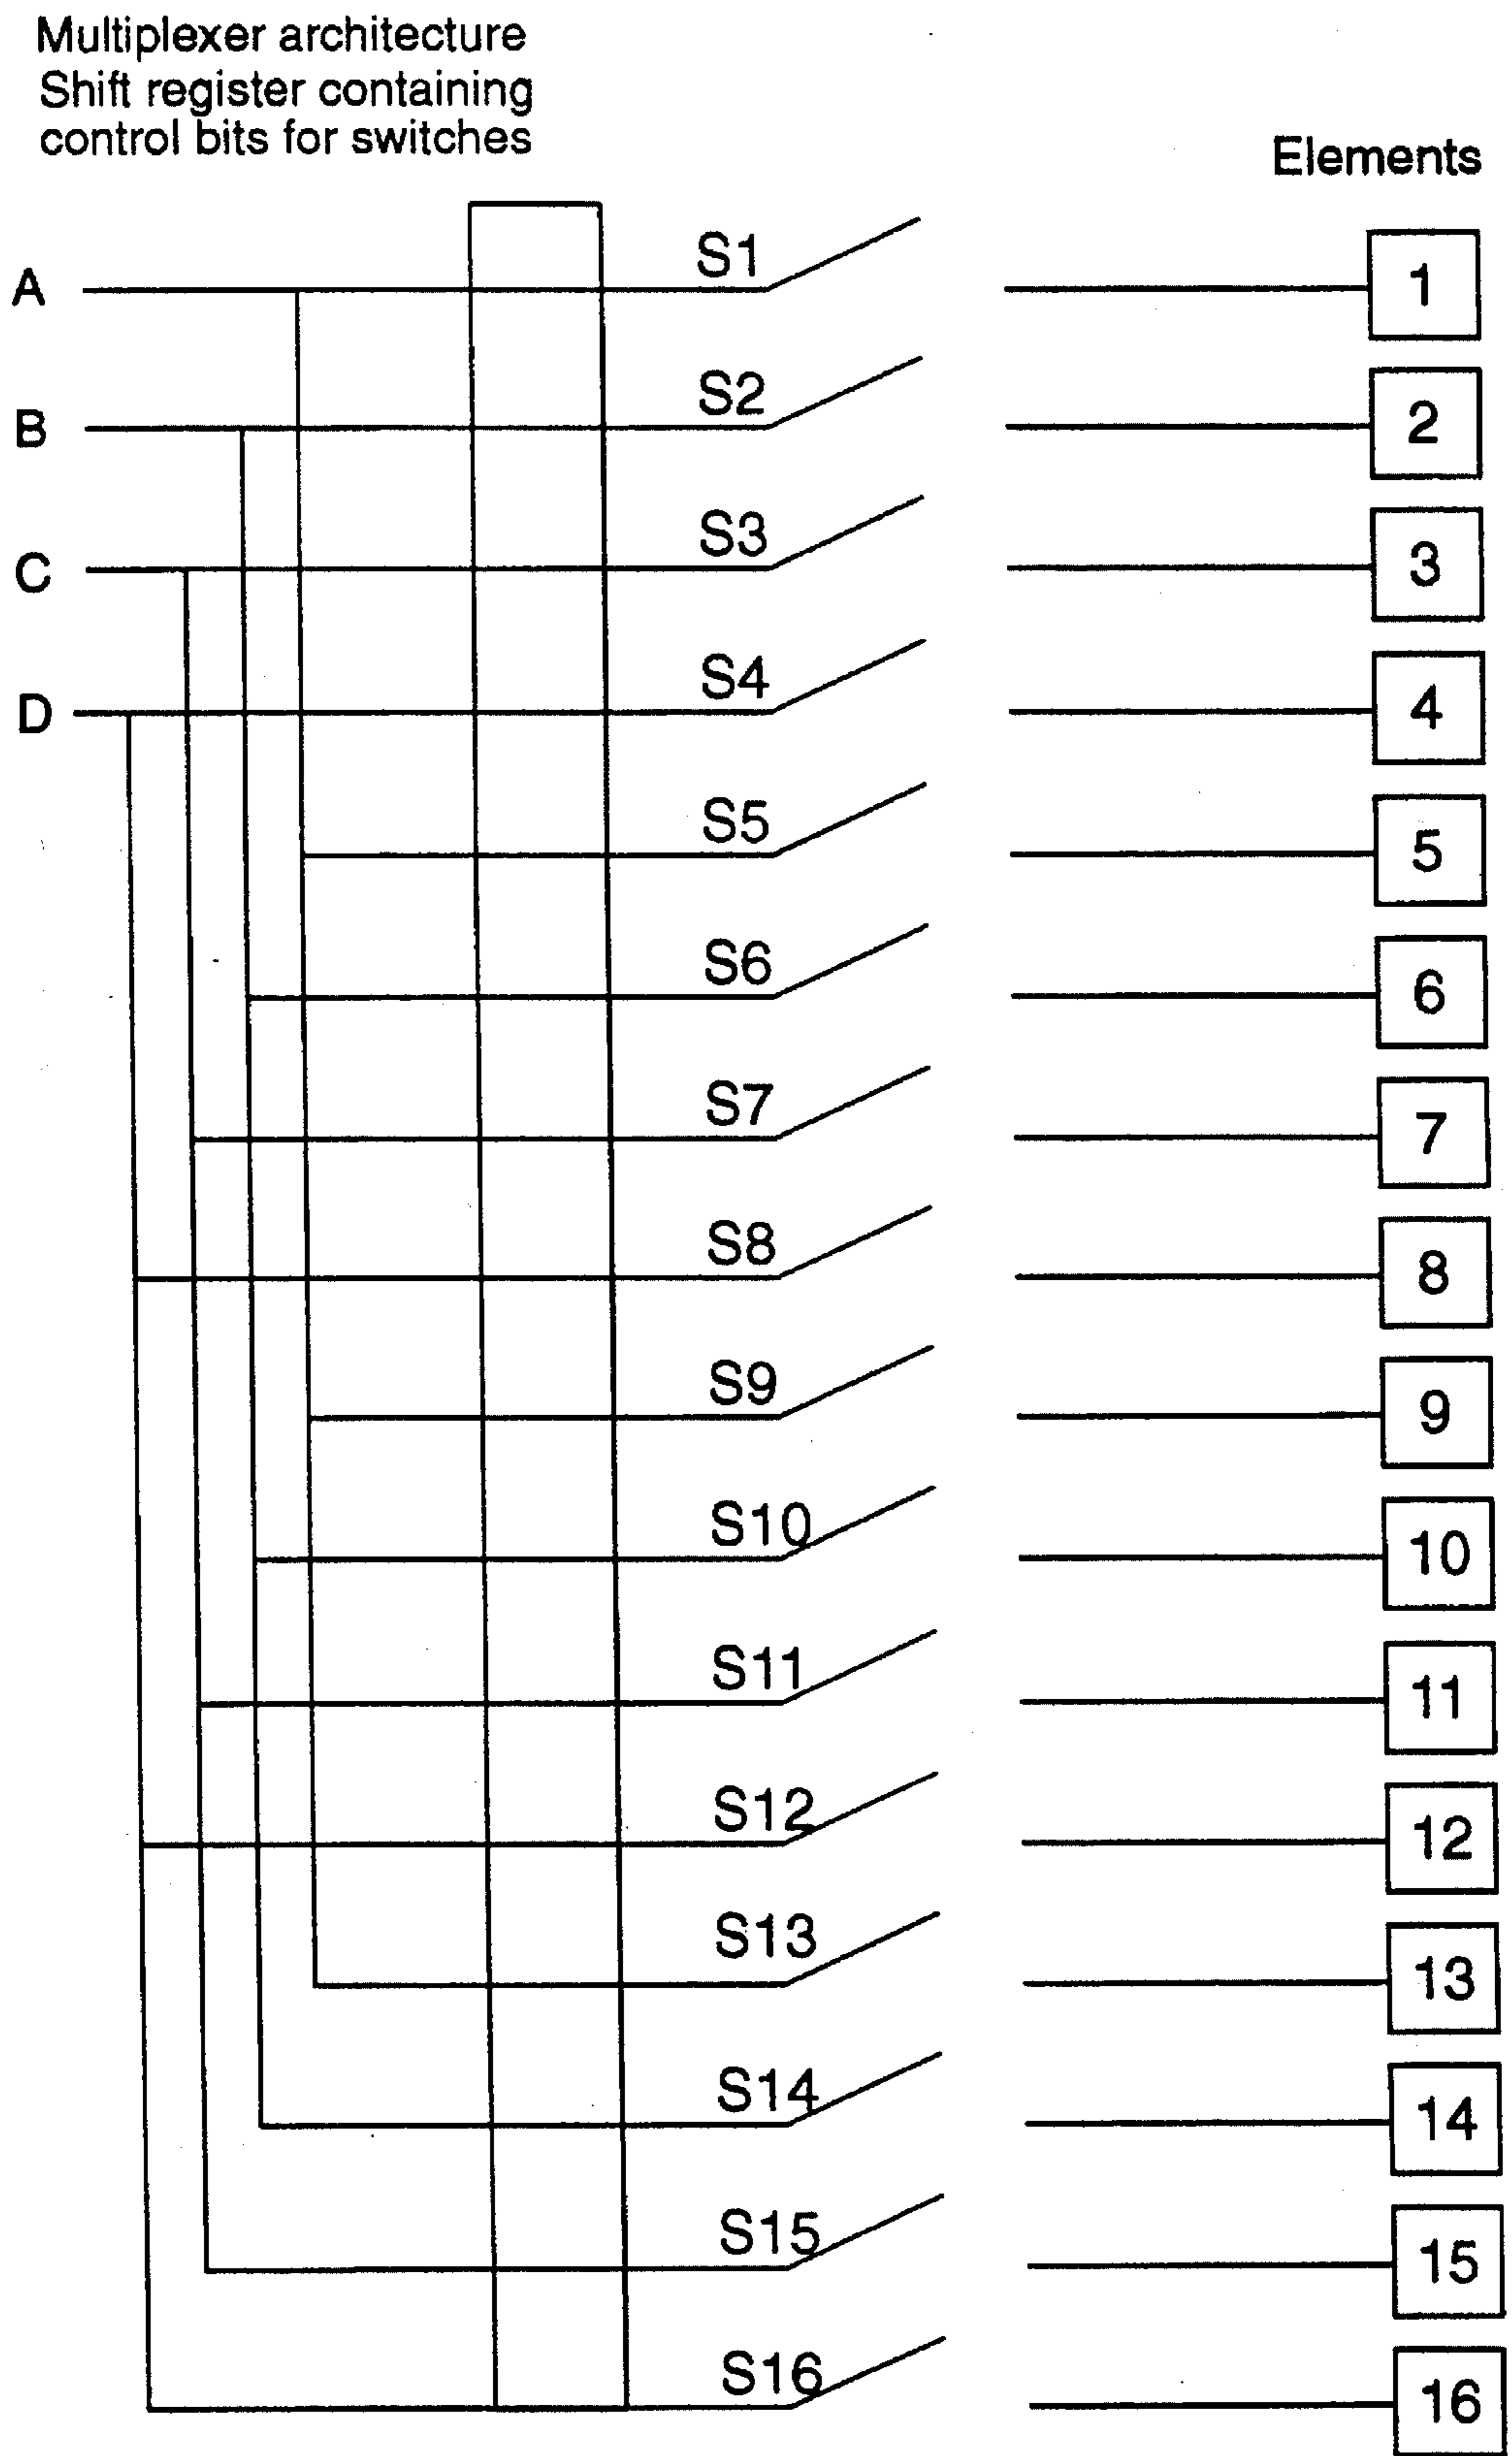 Multiplexer architecture
Shift register containing
control bits for switches
Elements
A S1 1
B S2 2
C S3 3
D S4 4
S5 5
S6 6
S7 7
S8 8
S9 9
S10 10
S11 11
S12 12
S13 13
S14 14
S15 15
S16 16